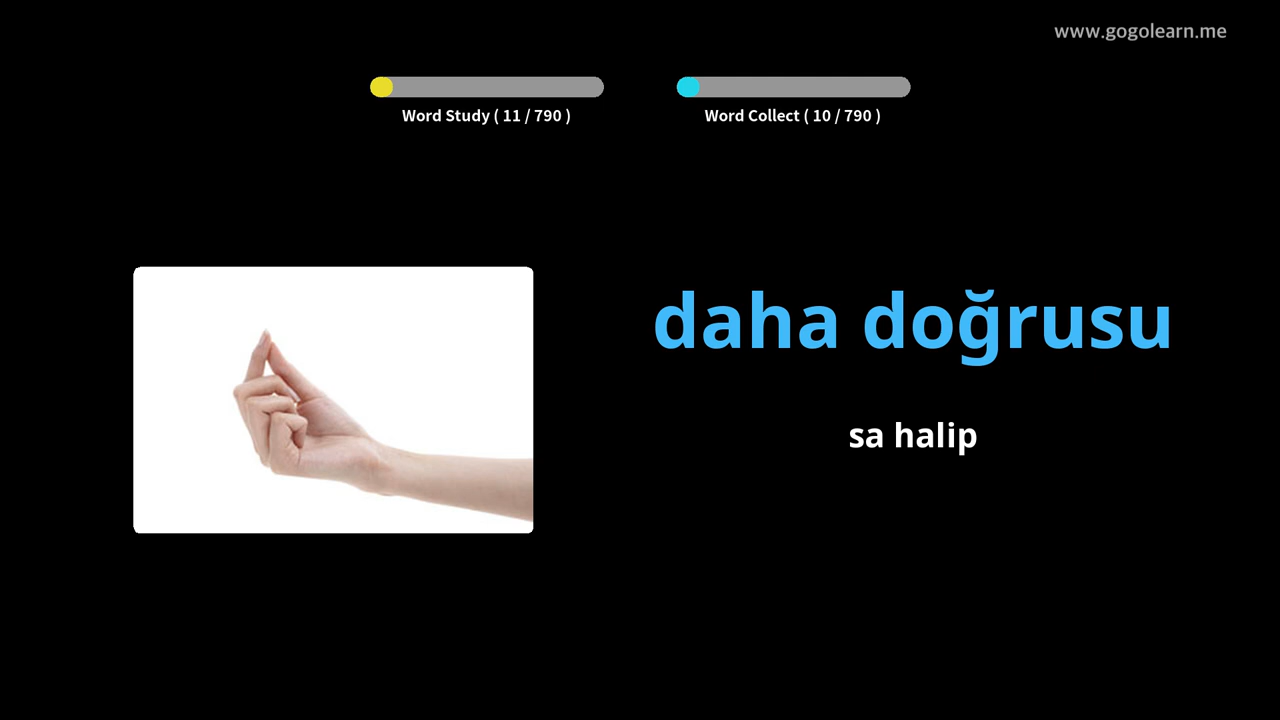 www.gogolearn.me
Word Study ( 11 / 790 )
Word Collect ( 10 / 790 )
daha doğrusu
sa halip